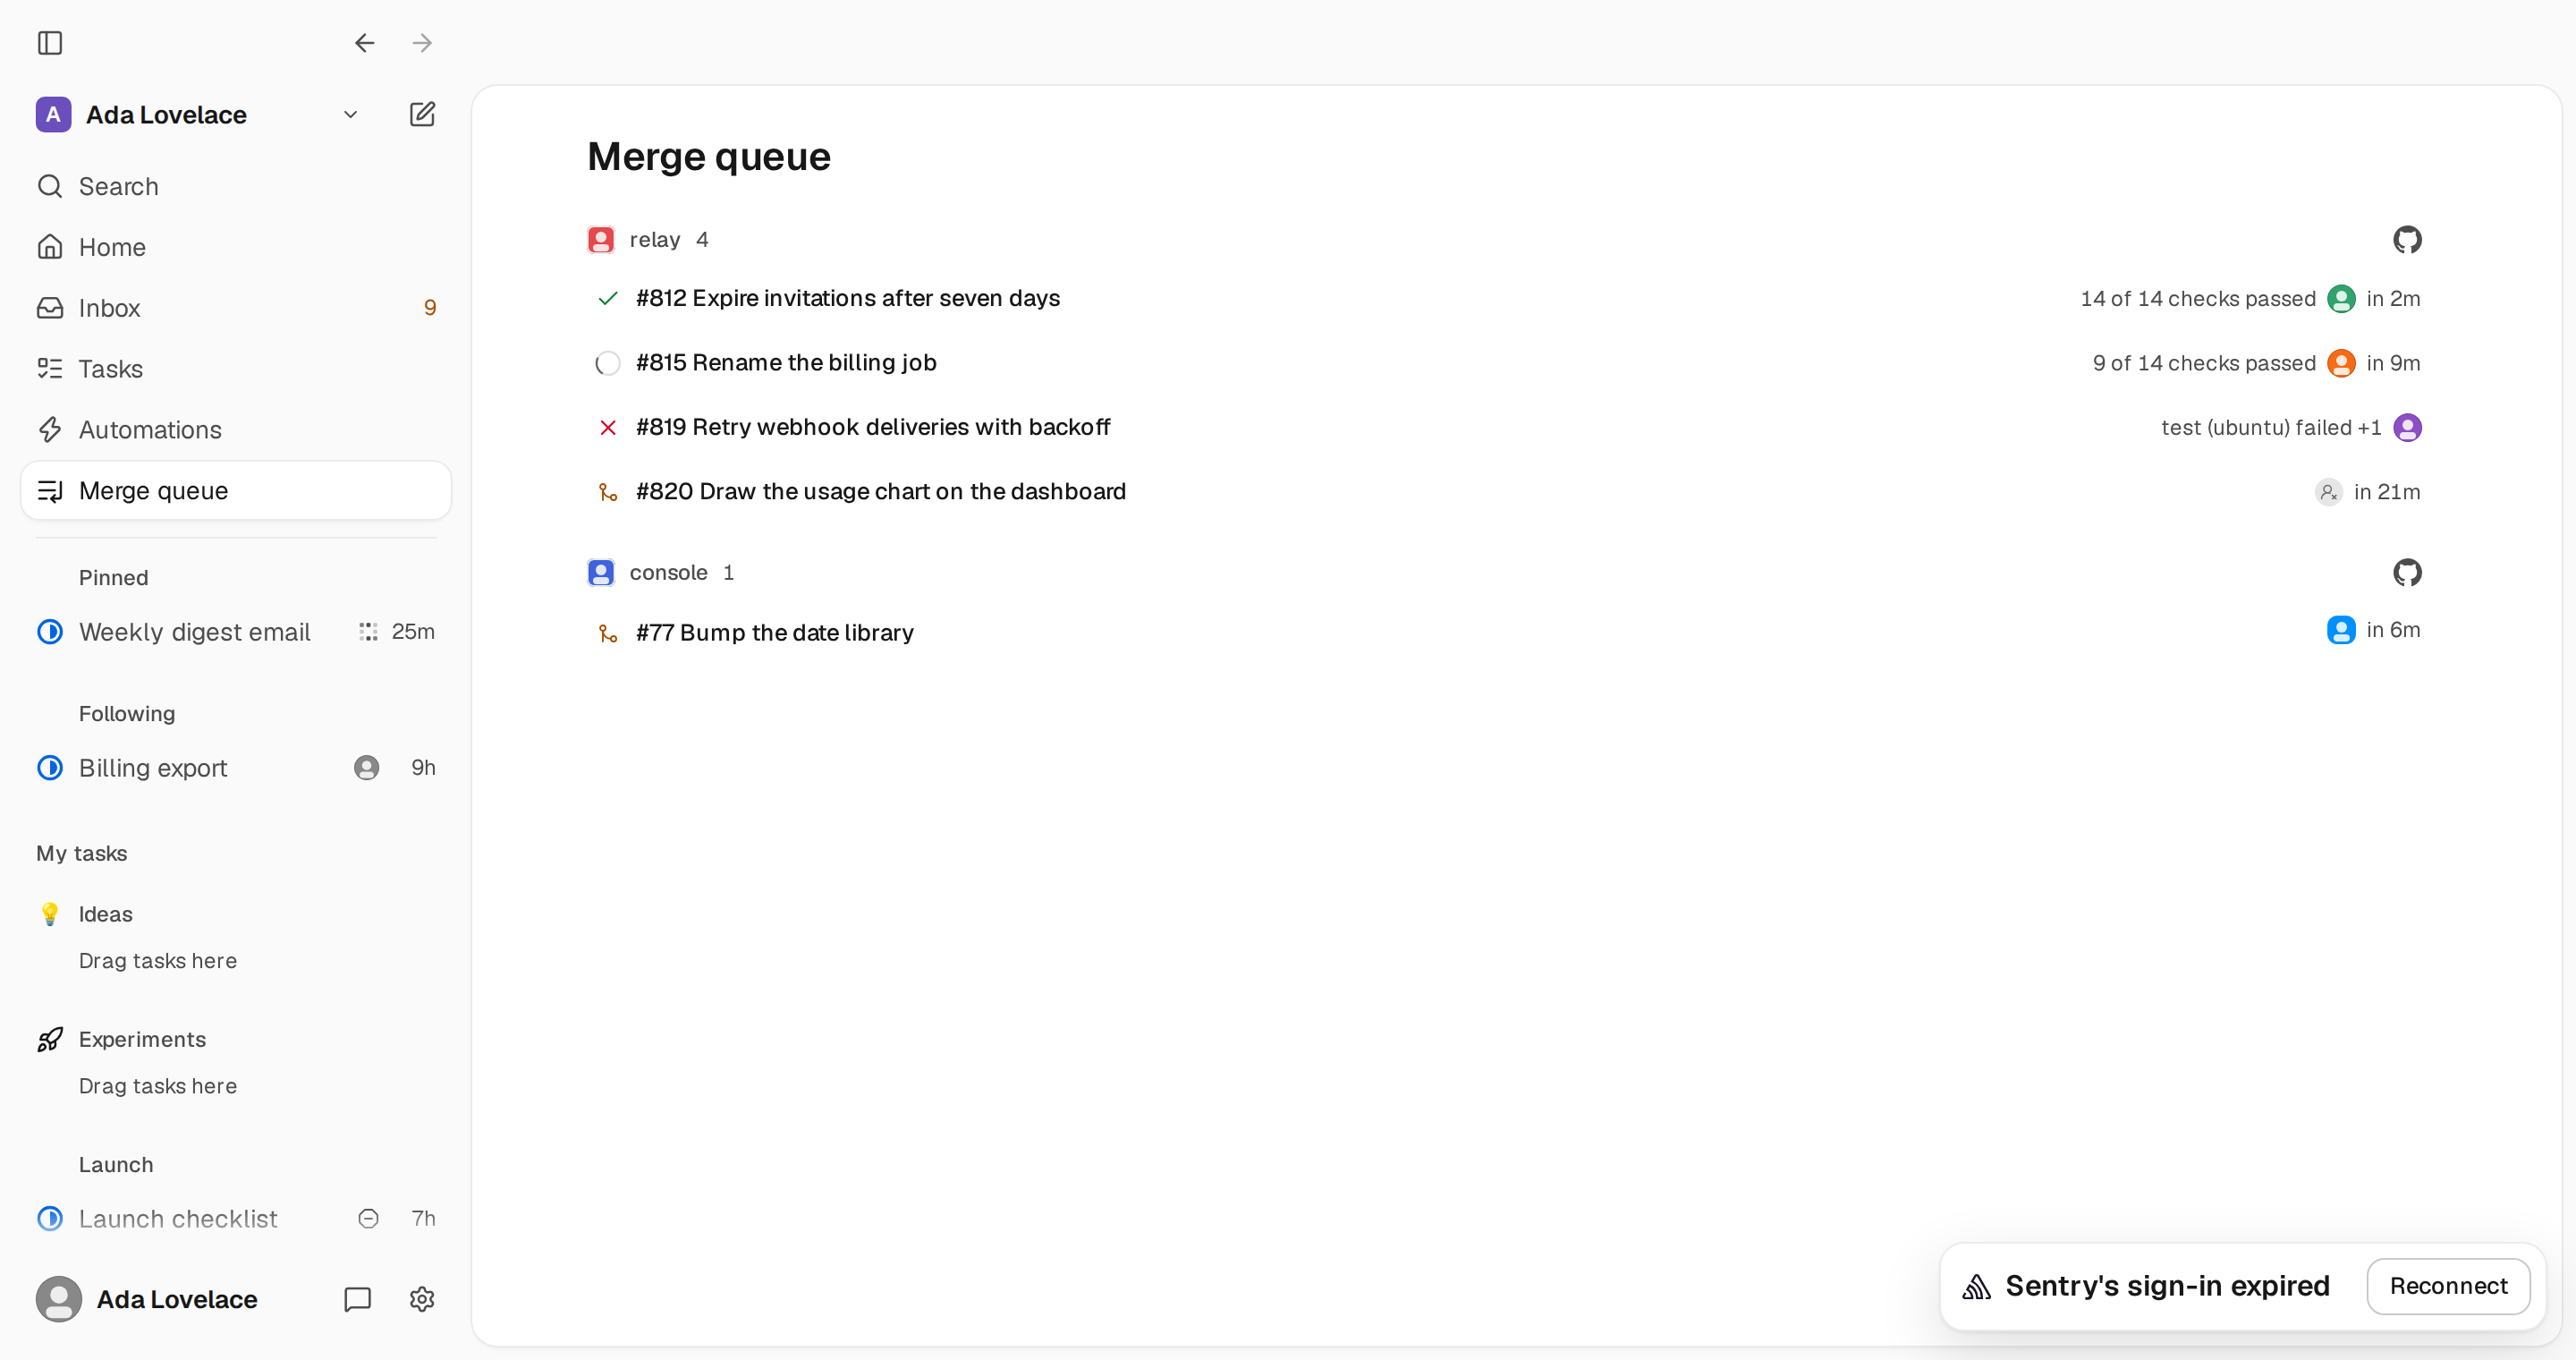 A Ada Lovelace
Search
Home
Inbox 9
Tasks
Automations
Merge queue
Pinned
Weekly digest email 25m
Following
Billing export 9h
My tasks
💡 Ideas
Drag tasks here
Experiments
Drag tasks here
Launch
Launch checklist 7h
Ada Lovelace
Merge queue
relay 4
#812 Expire invitations after seven days 14 of 14 checks passed in 2m
#815 Rename the billing job 9 of 14 checks passed in 9m
#819 Retry webhook deliveries with backoff test (ubuntu) failed +1
#820 Draw the usage chart on the dashboard in 21m
console 1
#77 Bump the date library in 6m
Sentry's sign-in expired Reconnect